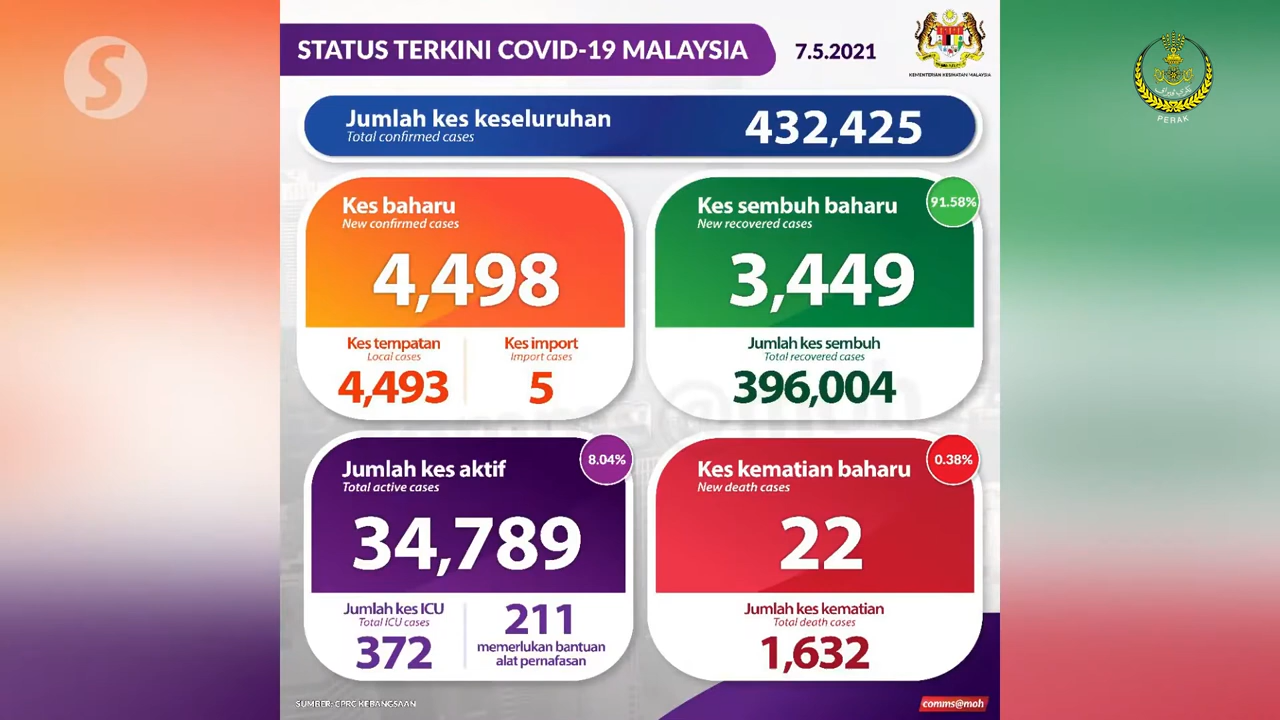 S
STATUS TERKINI COVID-19 MALAYSIA
7.5.2021
KEMENTERIAN KESIHATAN MALAYSIA
PERAK
Jumlah kes keseluruhan
Total confirmed cases
432,425
Kes baharu
New confirmed cases
4,498
Kes tempatan
Local cases
4,493
Kes import
Import cases
5
Kes sembuh baharu
New recovered cases
91.58%
3,449
Jumlah kes sembuh
Total recovered cases
396,004
Jumlah kes aktif
Total active cases
8.04%
34,789
Jumlah kes ICU
Total ICU cases
372
211
memerlukan bantuan
alat pernafasan
Kes kematian baharu
New death cases
0.38%
22
Jumlah kes kematian
Total death cases
1,632
SUMBER: CPRC KEBANGSAAN
comms@moh